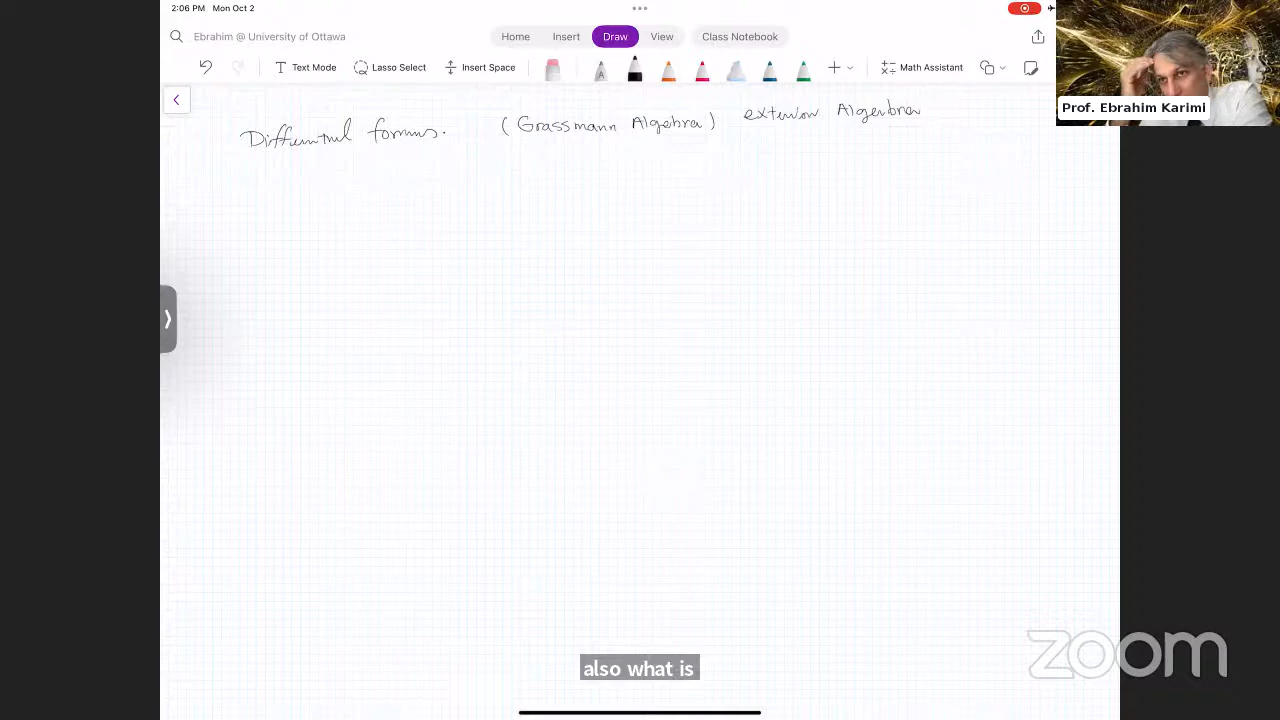 2:06 PM Mon Oct 2
Ebrahim @ University of Ottawa
Home Insert Draw View Class Notebook
T Text Mode Lasso Select Insert Space A Math Assistant
Prof. Ebrahim Karimi
Differential forms. (Grassmann Algebra) exterior Algebra
also what is
zoom